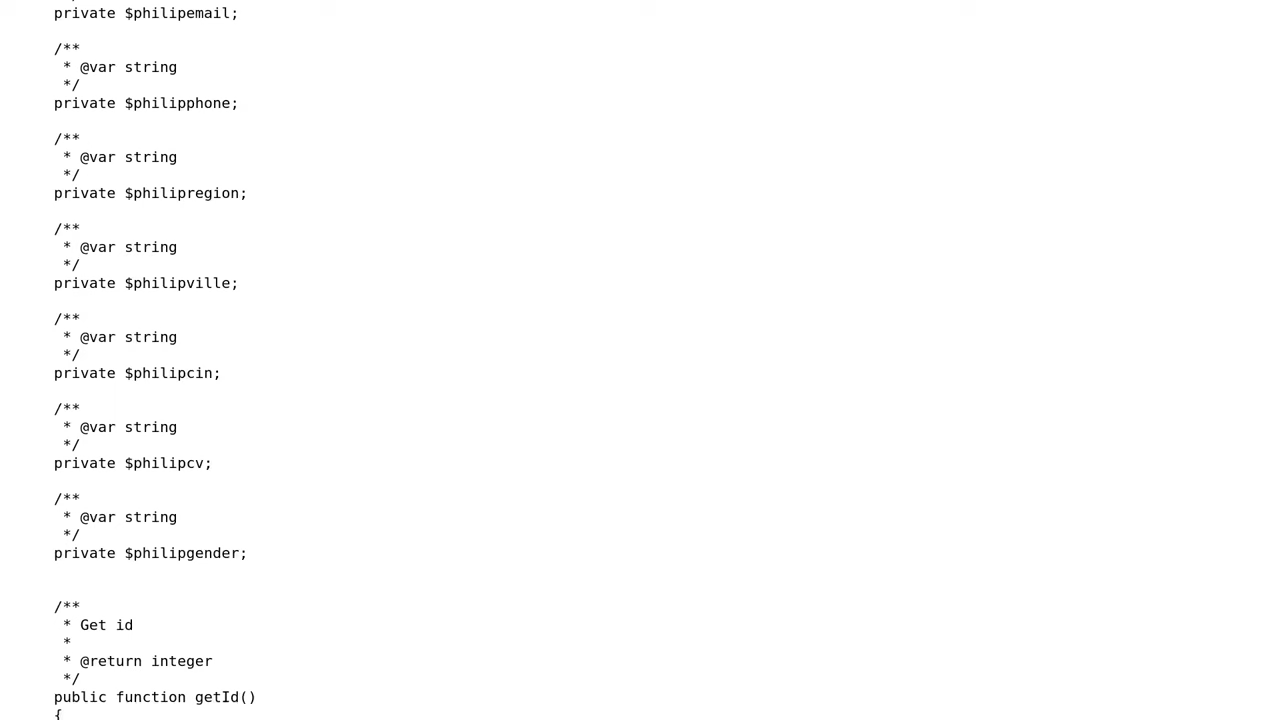 private $philipemail;
/**
* @var string
*/
private $philipphone;
/**
* @var string
*/
private $philipregion;
/**
* @var string
*/
private $philipville;
/**
* @var string
*/
private $philipcin;
/**
* @var string
*/
private $philipcv;
/**
* @var string
*/
private $philipgender;
/**
* Get id
*
* @return integer
*/
public function getId()
{